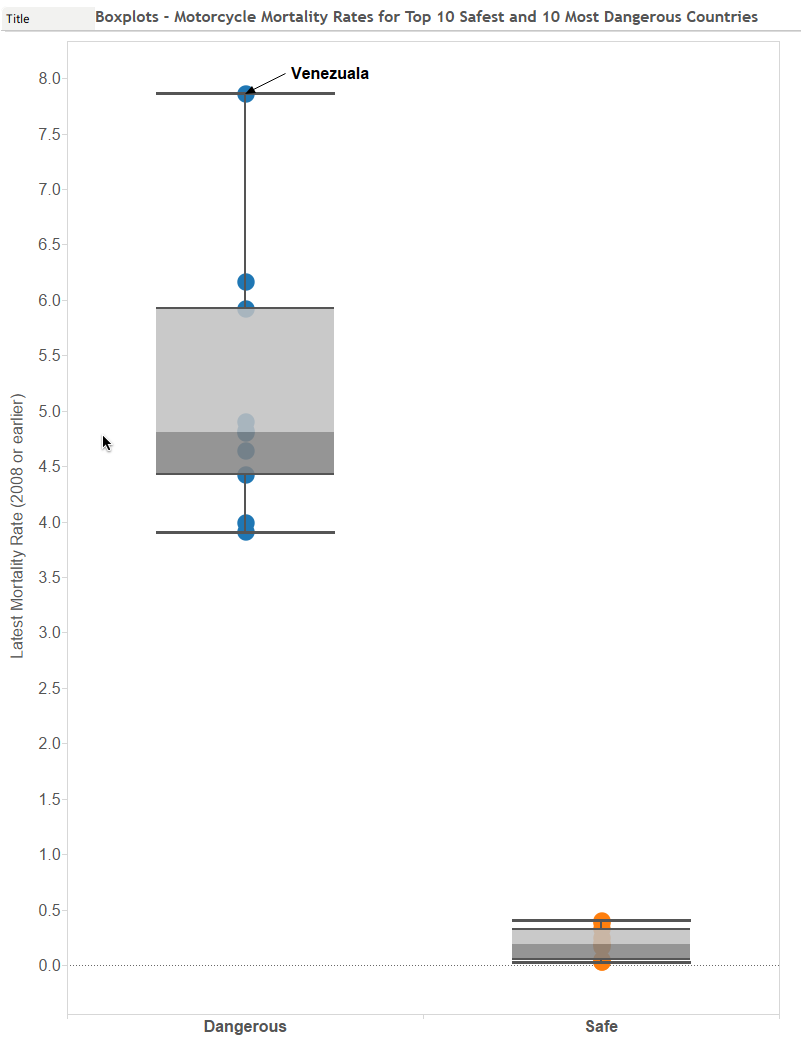 Title
Boxplots - Motorcycle Mortality Rates for Top 10 Safest and 10 Most Dangerous Countries
Venezuala
8.0
7.5
7.0
6.5
6.0
5.5
5.0
4.5
4.0
3.5
3.0
2.5
2.0
1.5
1.0
0.5
0.0
Latest Mortality Rate (2008 or earlier)
Dangerous
Safe